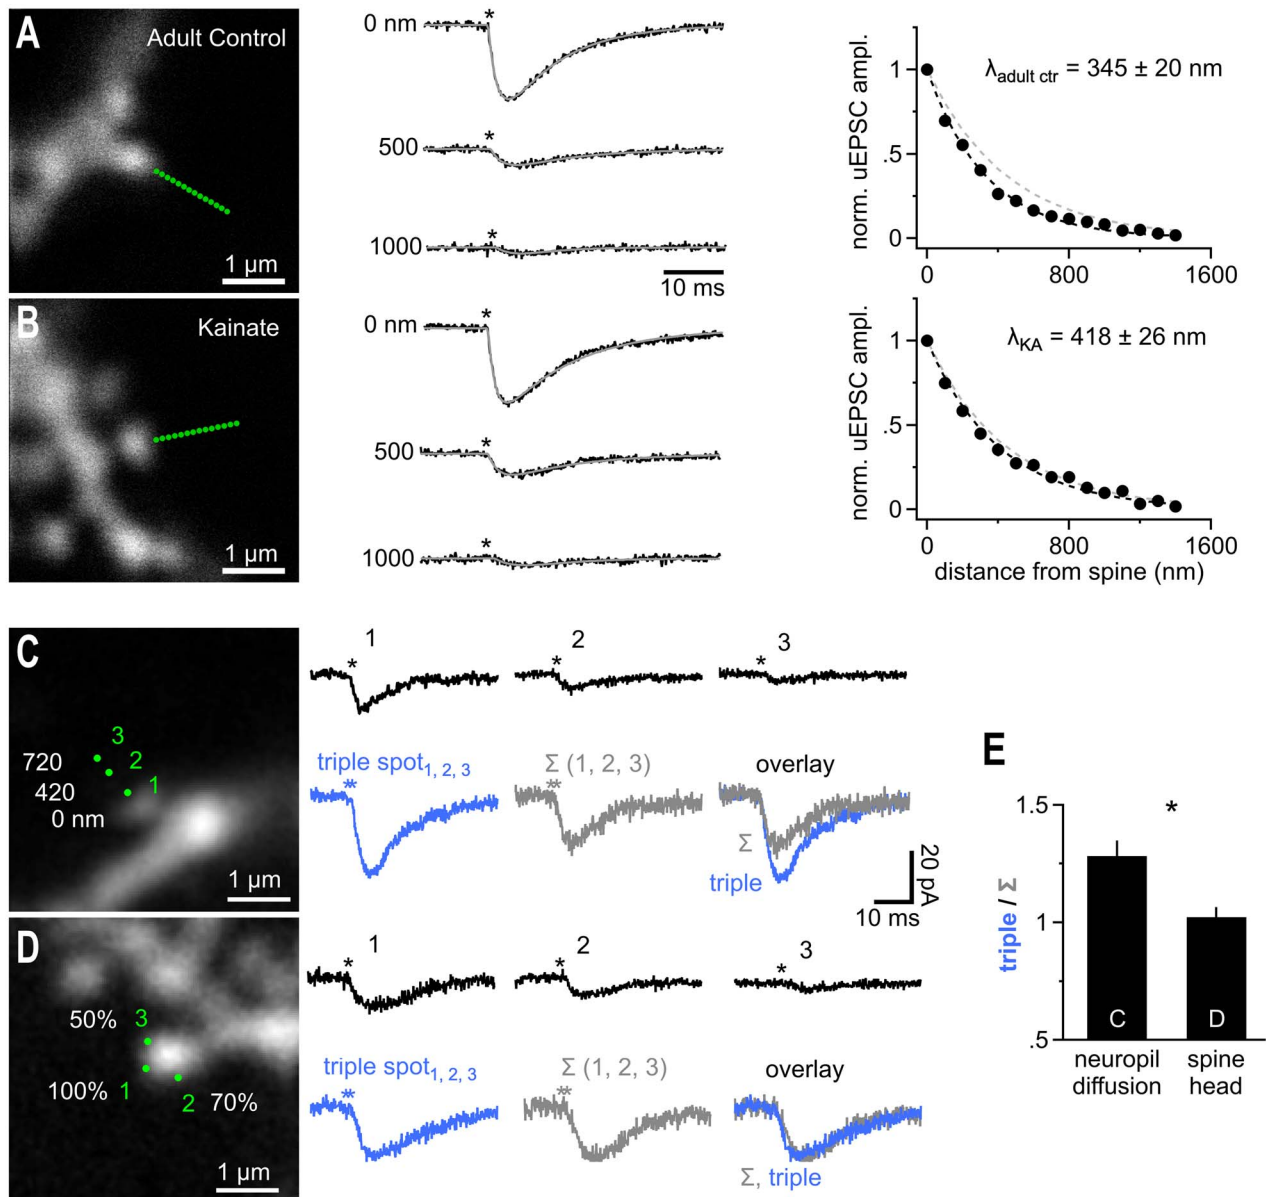 A
Adult Control
1 µm
0 nm
*
500
*
1000
*
10 ms
norm. uEPSC ampl.
1
.5
0
λadult ctr = 345 ± 20 nm
0
800
1600
B
Kainate
1 µm
0 nm
*
500
*
1000
*
norm. uEPSC ampl.
1
.5
0
λKA = 418 ± 26 nm
0
800
1600
distance from spine (nm)
C
3
720
2
420
1
0 nm
1 µm
1
*
2
*
3
*
triple spot1, 2, 3
**
Σ (1, 2, 3)
**
overlay
Σ
triple
20 pA
10 ms
D
50%
3
100%
1
2
70%
1 µm
1
*
2
*
3
*
triple spot1, 2, 3
**
Σ (1, 2, 3)
**
overlay
Σ, triple
E
triple / Σ
1.5
1
.5
*
C
D
neuropil
diffusion
spine
head